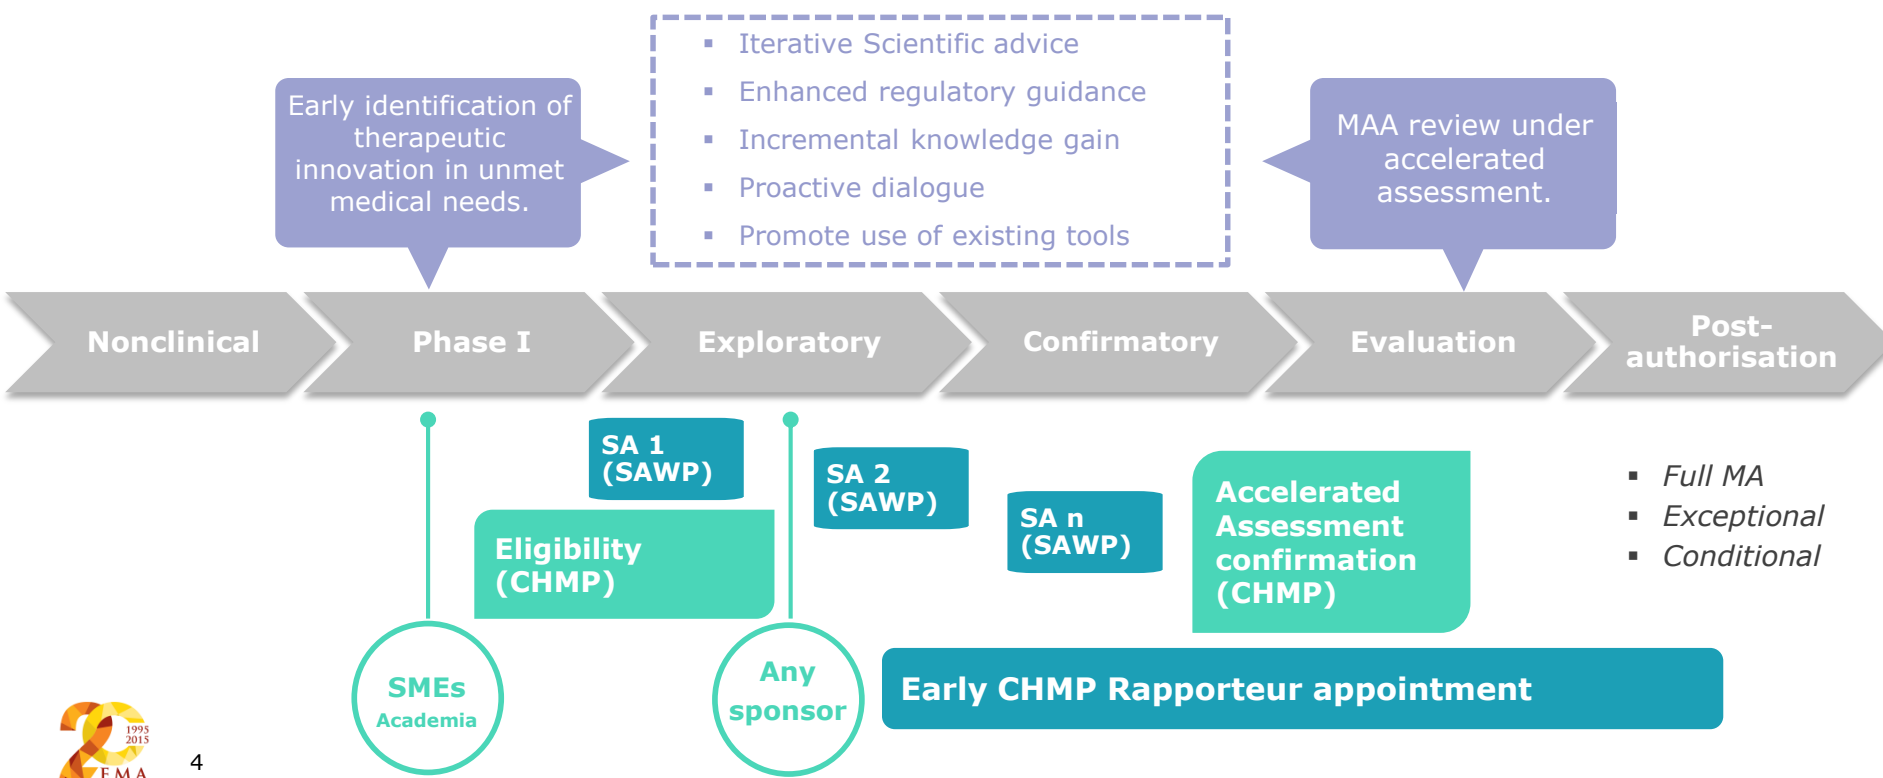 ▪ Iterative Scientific advice
▪ Enhanced regulatory guidance
▪ Incremental knowledge gain
▪ Proactive dialogue
▪ Promote use of existing tools
Early identification of
therapeutic
innovation in unmet
medical needs.
MAA review under
accelerated
assessment.
Nonclinical
Phase I
Exploratory
Confirmatory
Evaluation
Post-
authorisation
SA 1
(SAWP)
SA 2
(SAWP)
SA n
(SAWP)
Eligibility
(CHMP)
Accelerated
Assessment
confirmation
(CHMP)
▪ Full MA
▪ Exceptional
▪ Conditional
SMEs
Academia
Any
sponsor
Early CHMP Rapporteur appointment
20
1995
2015
EMA
4